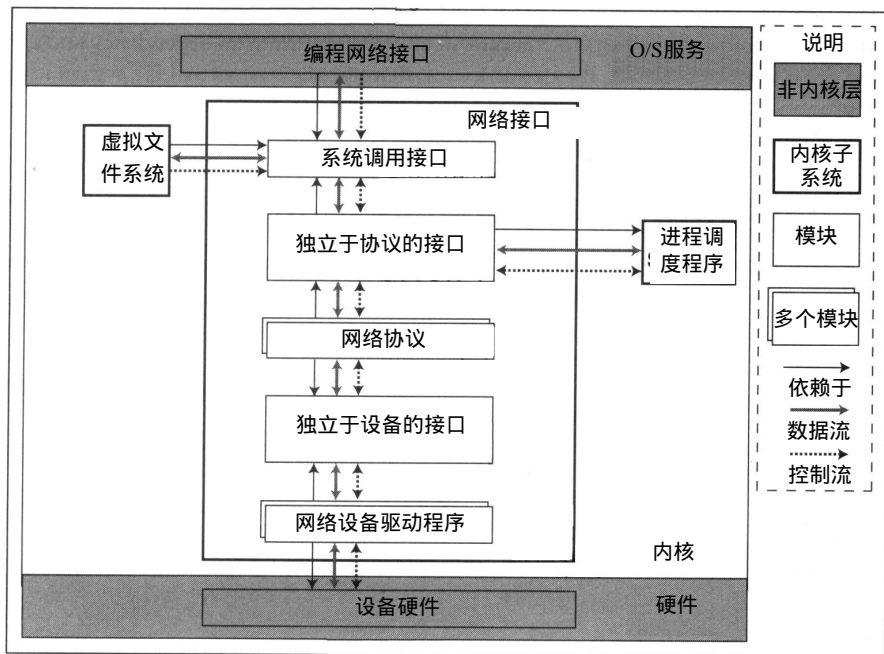 编程网络接口
O/S服务
网络接口
虚拟文
件系统
系统调用接口
独立于协议的接口
进程调
度程序
网络协议
独立于设备的接口
网络设备驱动程序
内核
设备硬件
硬件
说明
非内核层
内核子
系统
模块
多个模块
依赖于
数据流
控制流